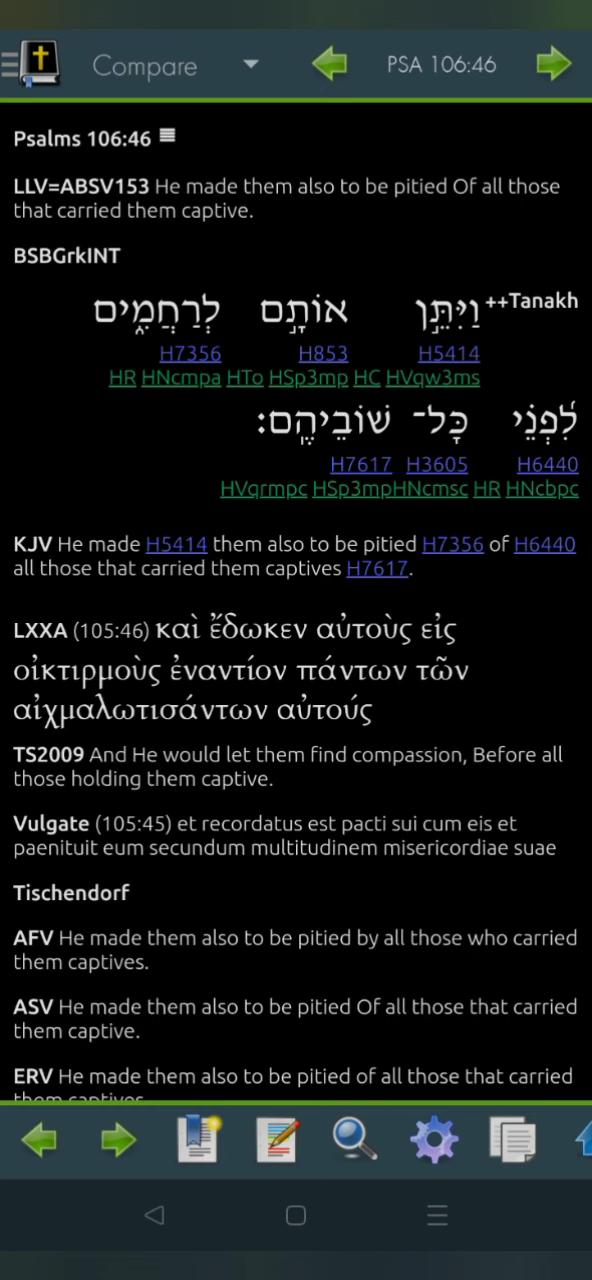 Compare
PSA 106:46
Psalms 106:46
LLV=ABSV153 He made them also to be pitied Of all those
that carried them captive.
BSBGrkINT
++Tanakh וַיִּתֵּ֣ן אוֹתָ֣ם לְרַחֲמִ֑ים
H7356 H853 H5414
HR HNcmpa HTo HSp3mp HC HVqw3ms
לִ֝פְנֵ֗י כָּל־ שׁוֹבֵיהֶֽם׃
H7617 H3605 H6440
HVqrmpc HSp3mpHNcmsc HR HNcbpc
KJV He made H5414 them also to be pitied H7356 of H6440
all those that carried them captives H7617.
LXXA (105:46) καὶ ἔδωκεν αὐτοὺς εἰς
οἰκτιρμοὺς ἐναντίον πάντων τῶν
αἰχμαλωτισάντων αὐτούς
TS2009 And He would let them find compassion, Before all
those holding them captive.
Vulgate (105:45) et recordatus est pacti sui cum eis et
paenituit eum secundum multitudinem misericordiae suae
Tischendorf
AFV He made them also to be pitied by all those who carried
them captives.
ASV He made them also to be pitied Of all those that carried
them captive.
ERV He made them also to be pitied of all those that carried
them captives